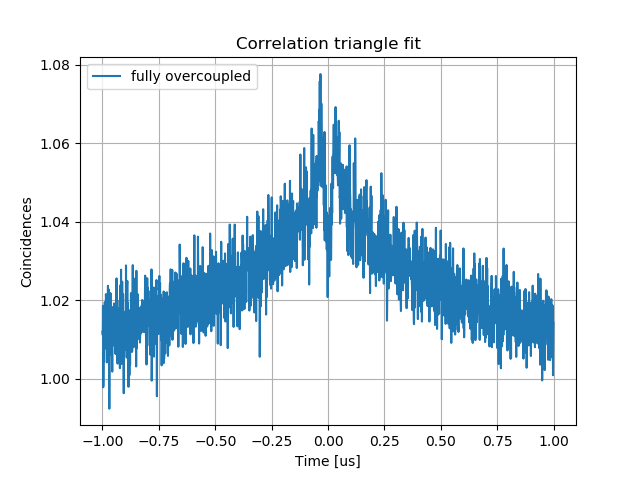 Correlation triangle fit
fully overcoupled
1.08
1.06
1.04
1.02
1.00
Coincidences
−1.00 −0.75 −0.50 −0.25 0.00 0.25 0.50 0.75 1.00
Time [us]